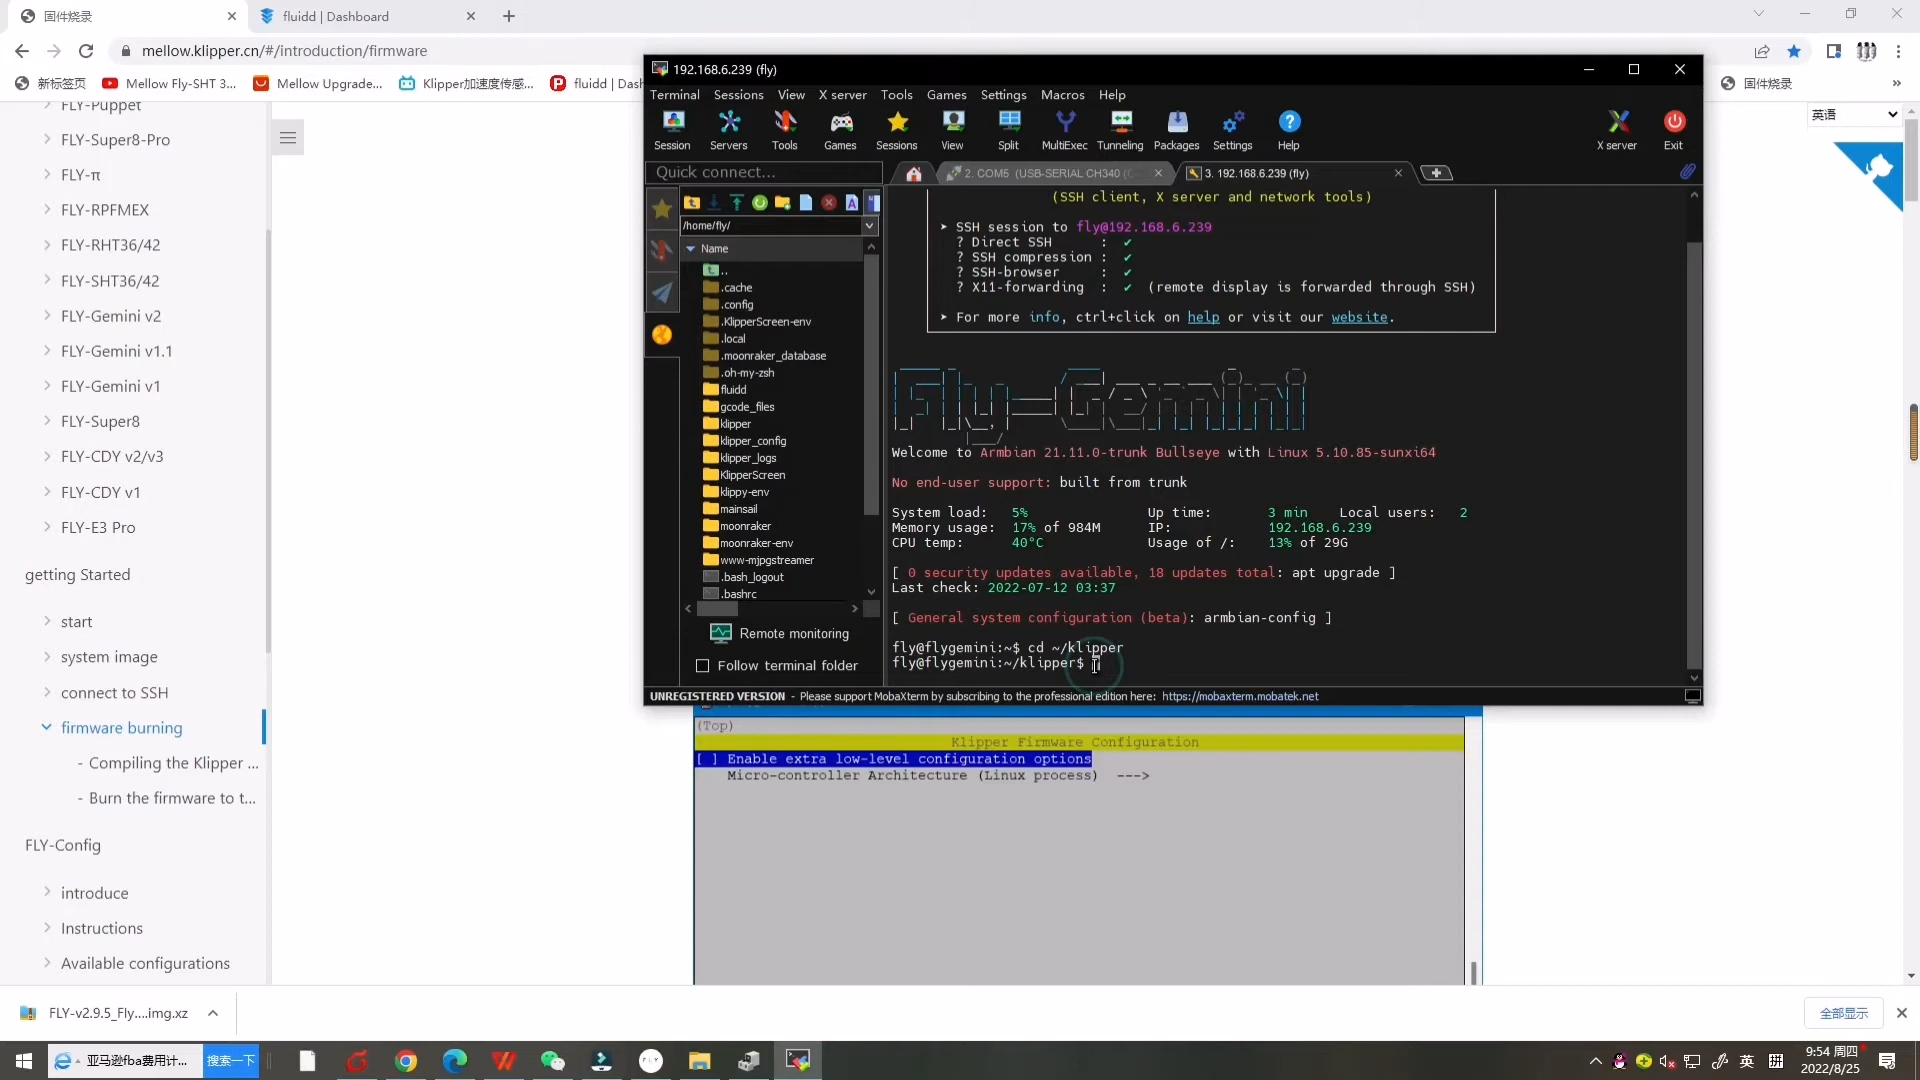 固件烧录
fluidd | Dashboard
mellow.klipper.cn/#/introduction/firmware
新标签页
Mellow Fly-SHT 3...
Mellow Upgrade...
Klipper加速度传感...
fluidd | Dash
固件烧录
»
英语
FLY-Puppet
FLY-Super8-Pro
FLY-π
FLY-RPFMEX
FLY-RHT36/42
FLY-SHT36/42
FLY-Gemini v2
FLY-Gemini v1.1
FLY-Gemini v1
FLY-Super8
FLY-CDY v2/v3
FLY-CDY v1
FLY-E3 Pro
getting Started
start
system image
connect to SSH
firmware burning
- Compiling the Klipper ...
- Burn the firmware to t...
FLY-Config
introduce
Instructions
Available configurations
192.168.6.239 (fly)
Terminal Sessions View X server Tools Games Settings Macros Help
Session Servers Tools Games Sessions View Split MultiExec Tunneling Packages Settings Help X server Exit
Quick connect...
2. COM5 (USB-SERIAL CH340 (C
3. 192.168.6.239 (fly)
/home/fly/
Name
..
.cache
.config
.KlipperScreen-env
.local
.moonraker_database
.oh-my-zsh
fluidd
gcode_files
klipper
klipper_config
klipper_logs
KlipperScreen
klippy-env
mainsail
moonraker
moonraker-env
www-mjpgstreamer
.bash_logout
.bashrc
Remote monitoring
Follow terminal folder
(SSH client, X server and network tools)
➤ SSH session to fly@192.168.6.239
? Direct SSH : ✔
? SSH compression : ✔
? SSH-browser : ✔
? X11-forwarding : ✔ (remote display is forwarded through SSH)
➤ For more info, ctrl+click on help or visit our website.
Fly-Gemini
Welcome to Armbian 21.11.0-trunk Bullseye with Linux 5.10.85-sunxi64
No end-user support: built from trunk
System load: 5% Up time: 3 min Local users: 2
Memory usage: 17% of 984M IP: 192.168.6.239
CPU temp: 40°C Usage of /: 13% of 29G
[ 0 security updates available, 18 updates total: apt upgrade ]
Last check: 2022-07-12 03:37
[ General system configuration (beta): armbian-config ]
fly@flygemini:~$ cd ~/klipper
fly@flygemini:~/klipper$
UNREGISTERED VERSION - Please support MobaXterm by subscribing to the professional edition here: https://mobaxterm.mobatek.net
(Top)
Klipper Firmware Configuration
[ ] Enable extra low-level configuration options
Micro-controller Architecture (Linux process) --->
FLY-v2.9.5_Fly....img.xz
全部显示
亚马逊fba费用计...
搜索一下
英
9:54 周四
2022/8/25